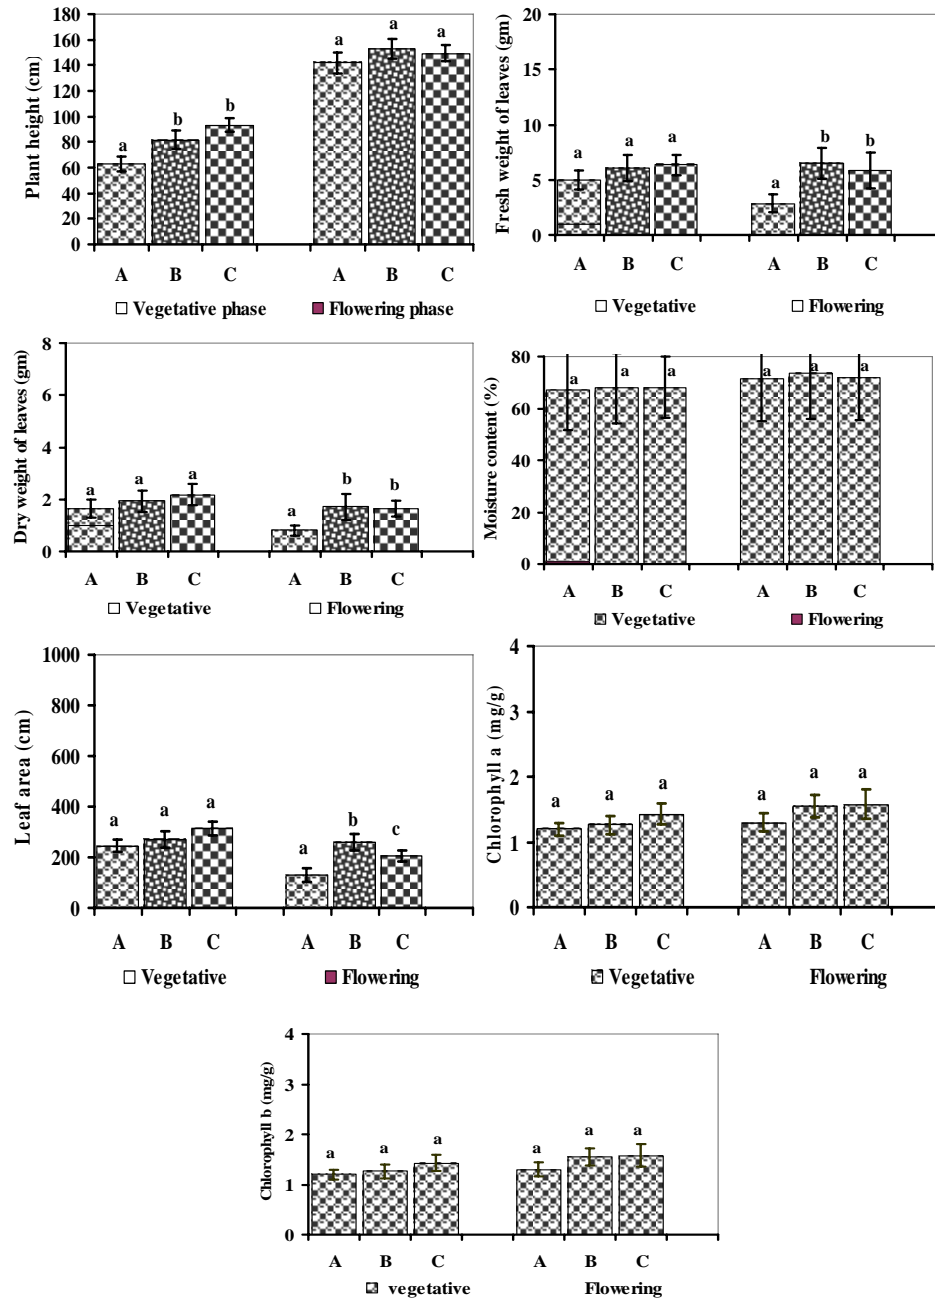 Plant height (cm)
180
160
140
120
100
80
60
40
20
0
a
b
b
a
a
a
A B C A B C
Vegetative phase Flowering phase
Fresh weight of leaves (gm)
20
15
10
5
0
a
a
a
a
b
b
A B C A B C
Vegetative Flowering
Dry weight of leaves (gm)
8
6
4
2
0
a
a
a
a
b
b
A B C A B C
Vegetative Flowering
Moisture content (%)
80
60
40
20
0
a a a a a a
A B C A B C
Vegetative Flowering
Leaf area (cm)
1000
800
600
400
200
0
a
a
a
a
b
c
A B C A B C
Vegetative Flowering
Chlorophyll a (mg/g)
4
3
2
1
0
a
a
a
a
a
a
A B C A B C
Vegetative Flowering
Chlorophyll b (mg/g)
4
3
2
1
0
a
a
a
a
a
a
A B C A B C
vegetative Flowering